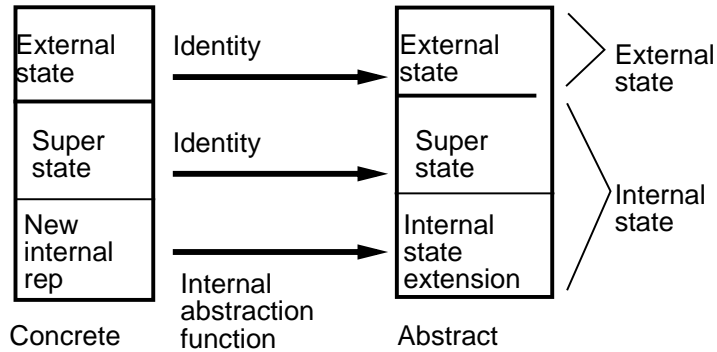 External
state
Identity
External
state
External
state
Super
state
Identity
Super
state
Internal
state
New
internal
rep
Internal
abstraction
function
Internal
state
extension
Concrete
Abstract